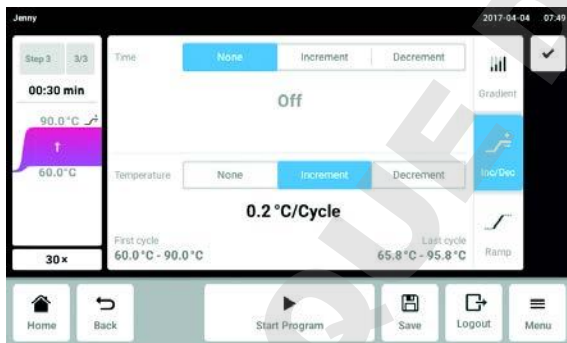 Jenny
2017-04-04 07:49
Step 3 3/3
00:30 min
90.0°C
60.0°C
30×
Time
None Increment Decrement
Off
Temperature
None Increment Decrement
0.2 °C/Cycle
First cycle
60.0°C - 90.0°C
Last cycle
65.8°C - 95.8°C
Gradient
Inc/Dec
Ramp
Home
Back
Start Program
Save
Logout
Menu